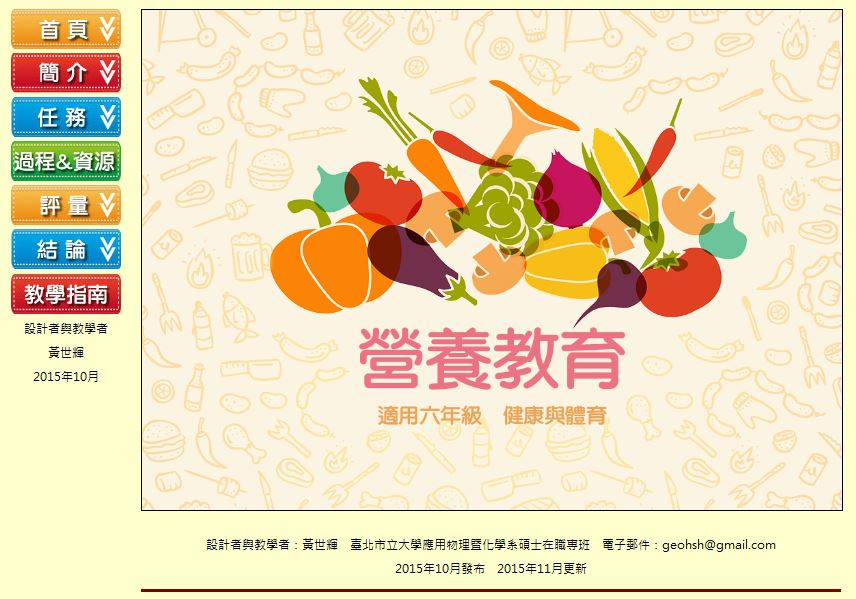 首頁
簡介
任務
過程&資源
評量
結論
教學指南
設計者與教學者
黃世輝
2015年10月
營養教育
適用六年級　健康與體育
設計者與教學者：黃世輝　臺北市立大學應用物理暨化學系碩士在職專班　電子郵件：geohsh@gmail.com
2015年10月發布　2015年11月更新